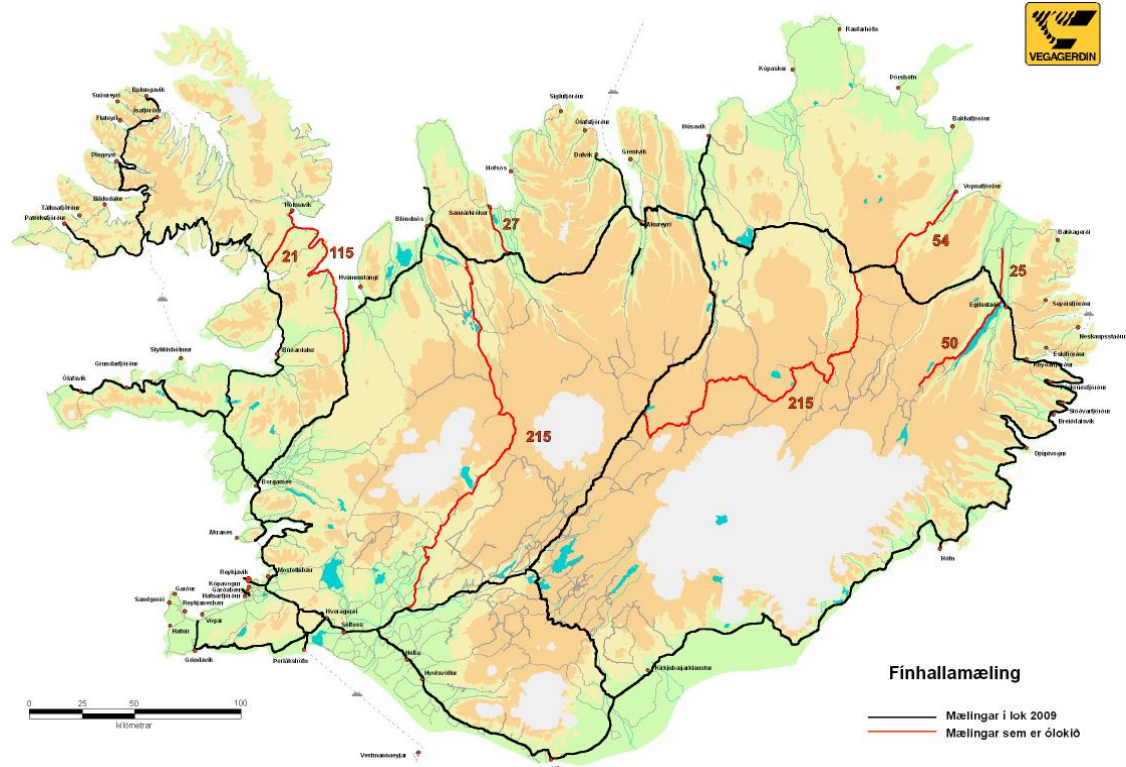 VEGAGERÐIN
Raufarhöfn
Kópasker
Þórshöfn
Bolungavík
Suðureyri
Ísafjörður
Flateyri
Siglufjörður
Ólafsfjörður
Bakkafjörður
Húsavík
Dalvík
Grenivík
Þingeyri
Hofsós
Vopnafjörður
Bíldudalur
Tálknafjörður
Patreksfjörður
Hólmavík
Sauðárkrókur
27
Blönduós
Akureyri
54
Bakkagerði
21
115
25
Hvammstangi
Egilsstaðir
Seyðisfjörður
Neskaupsstaður
50
Eskifjörður
Reyðarfjörður
Stykkishólmur
Búðardalur
Grundarfjörður
Fáskrúðsfjörður
Ólafsvík
215
Stöðvarfjörður
Breiðdalsvík
215
Djúpivogur
Borgarnes
Akranes
Höfn
Reykjavík
Mosfellsbær
Kópavogur
Garðabær
Hafnarfjörður
Garður
Sandgerði
Reykjanesbær
Vogar
Hafnir
Hveragerði
Selfoss
Grindavík
Þorlákshöfn
Hella
Hvolsvöllur
Kirkjubæjarklaustur
Fínhallamæling
0 25 50 100
kílómetrar
Mælingar í lok 2009
Mælingar sem er ólokið
Vestmannaeyjar